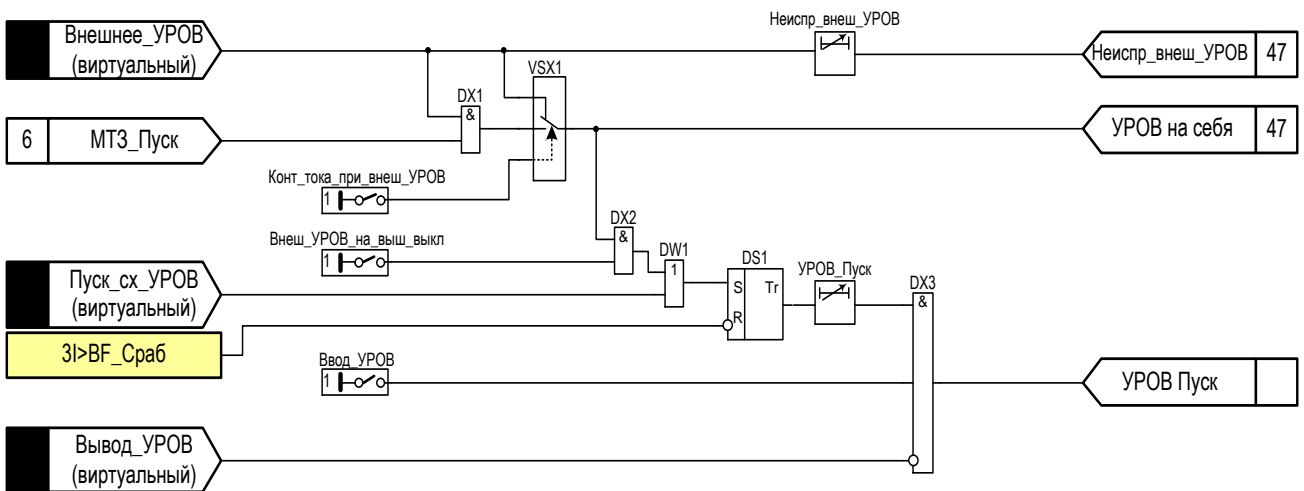 Внешнее_УРОВ
(виртуальный)
Неиспр_внеш_УРОВ
Неиспр_внеш_УРОВ 47
VSX1
DX1
&
6 МТЗ_Пуск
УРОВ на себя 47
Конт_тока_при_внеш_УРОВ
1
DX2
&
Внеш_УРОВ_на_выш_выкл
1
DW1
1
DS1
S Tr
R
УРОВ_Пуск
DX3
&
Пуск_сх_УРОВ
(виртуальный)
3I>BF_Сраб
Ввод_УРОВ
1
УРОВ Пуск
Вывод_УРОВ
(виртуальный)